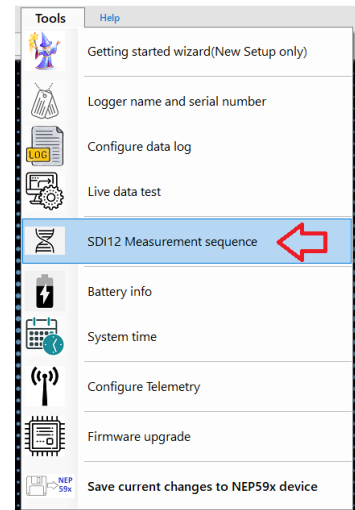 Tools Help
Getting started wizard(New Setup only)
Logger name and serial number
LOG
Configure data log
Live data test
SDI12 Measurement sequence
Battery info
System time
Configure Telemetry
Firmware upgrade
NEP
59x
Save current changes to NEP59x device